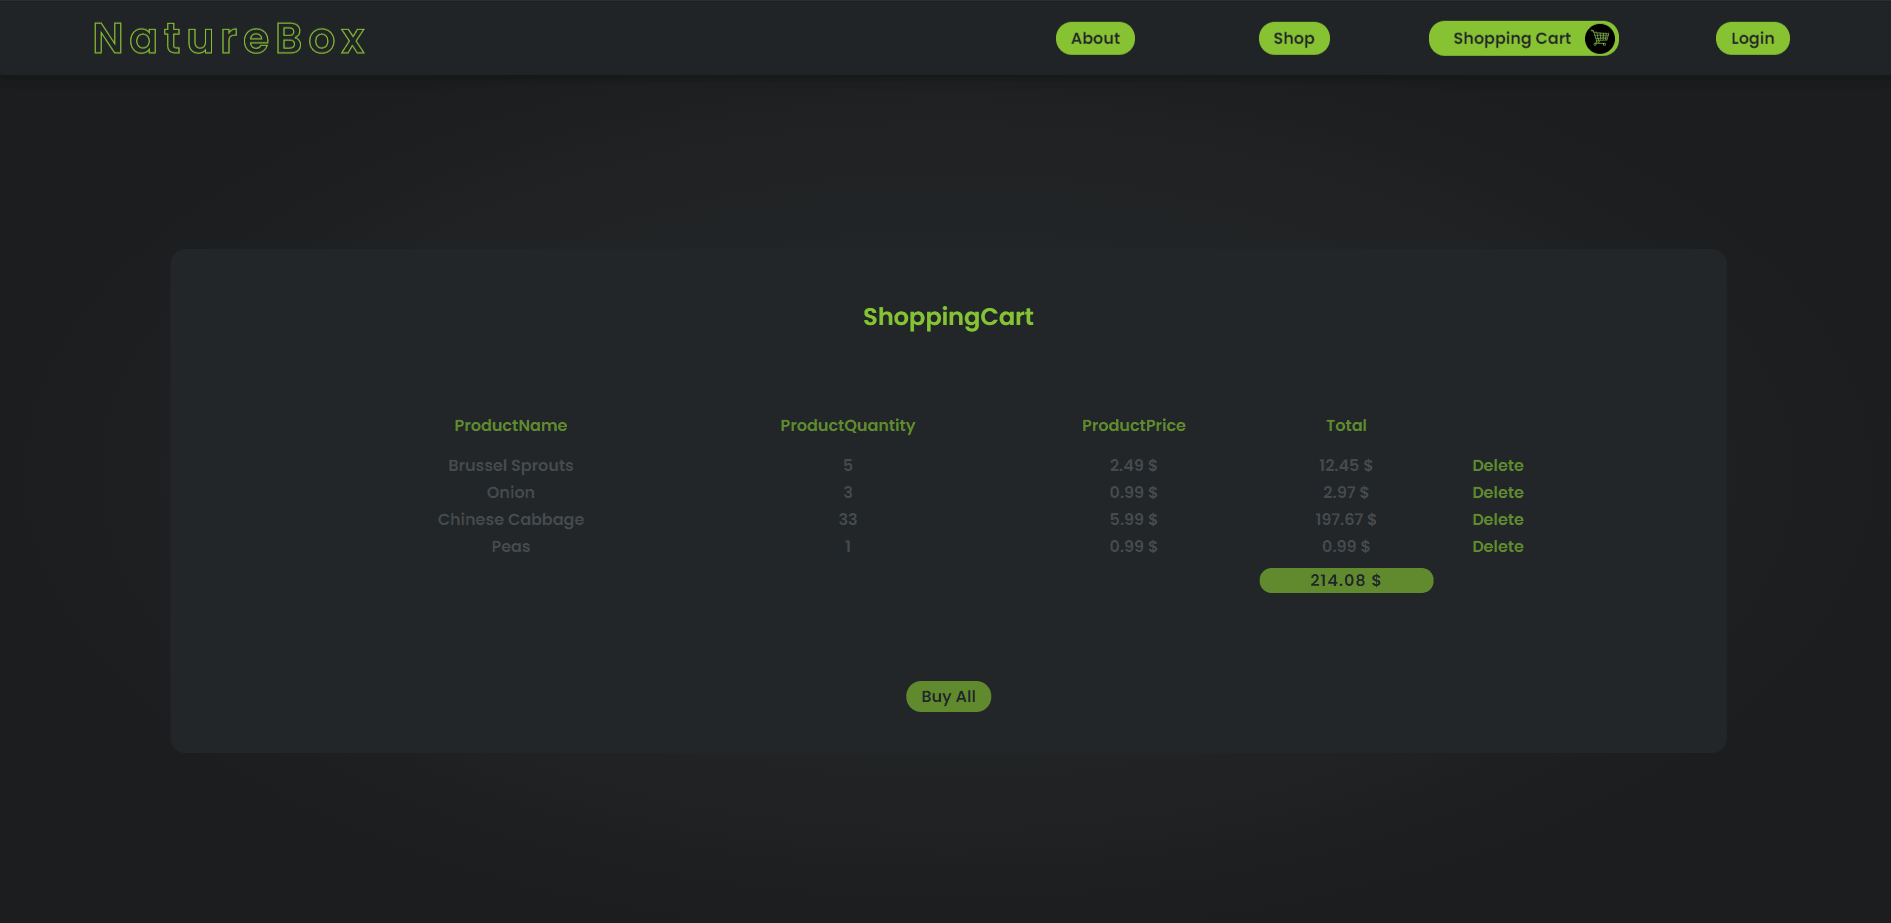 NatureBox About Shop Shopping Cart Login
ShoppingCart
ProductName ProductQuantity ProductPrice Total
Brussel Sprouts 5 2.49 $ 12.45 $ Delete
Onion 3 0.99 $ 2.97 $ Delete
Chinese Cabbage 33 5.99 $ 197.67 $ Delete
Peas 1 0.99 $ 0.99 $ Delete
214.08 $
Buy All